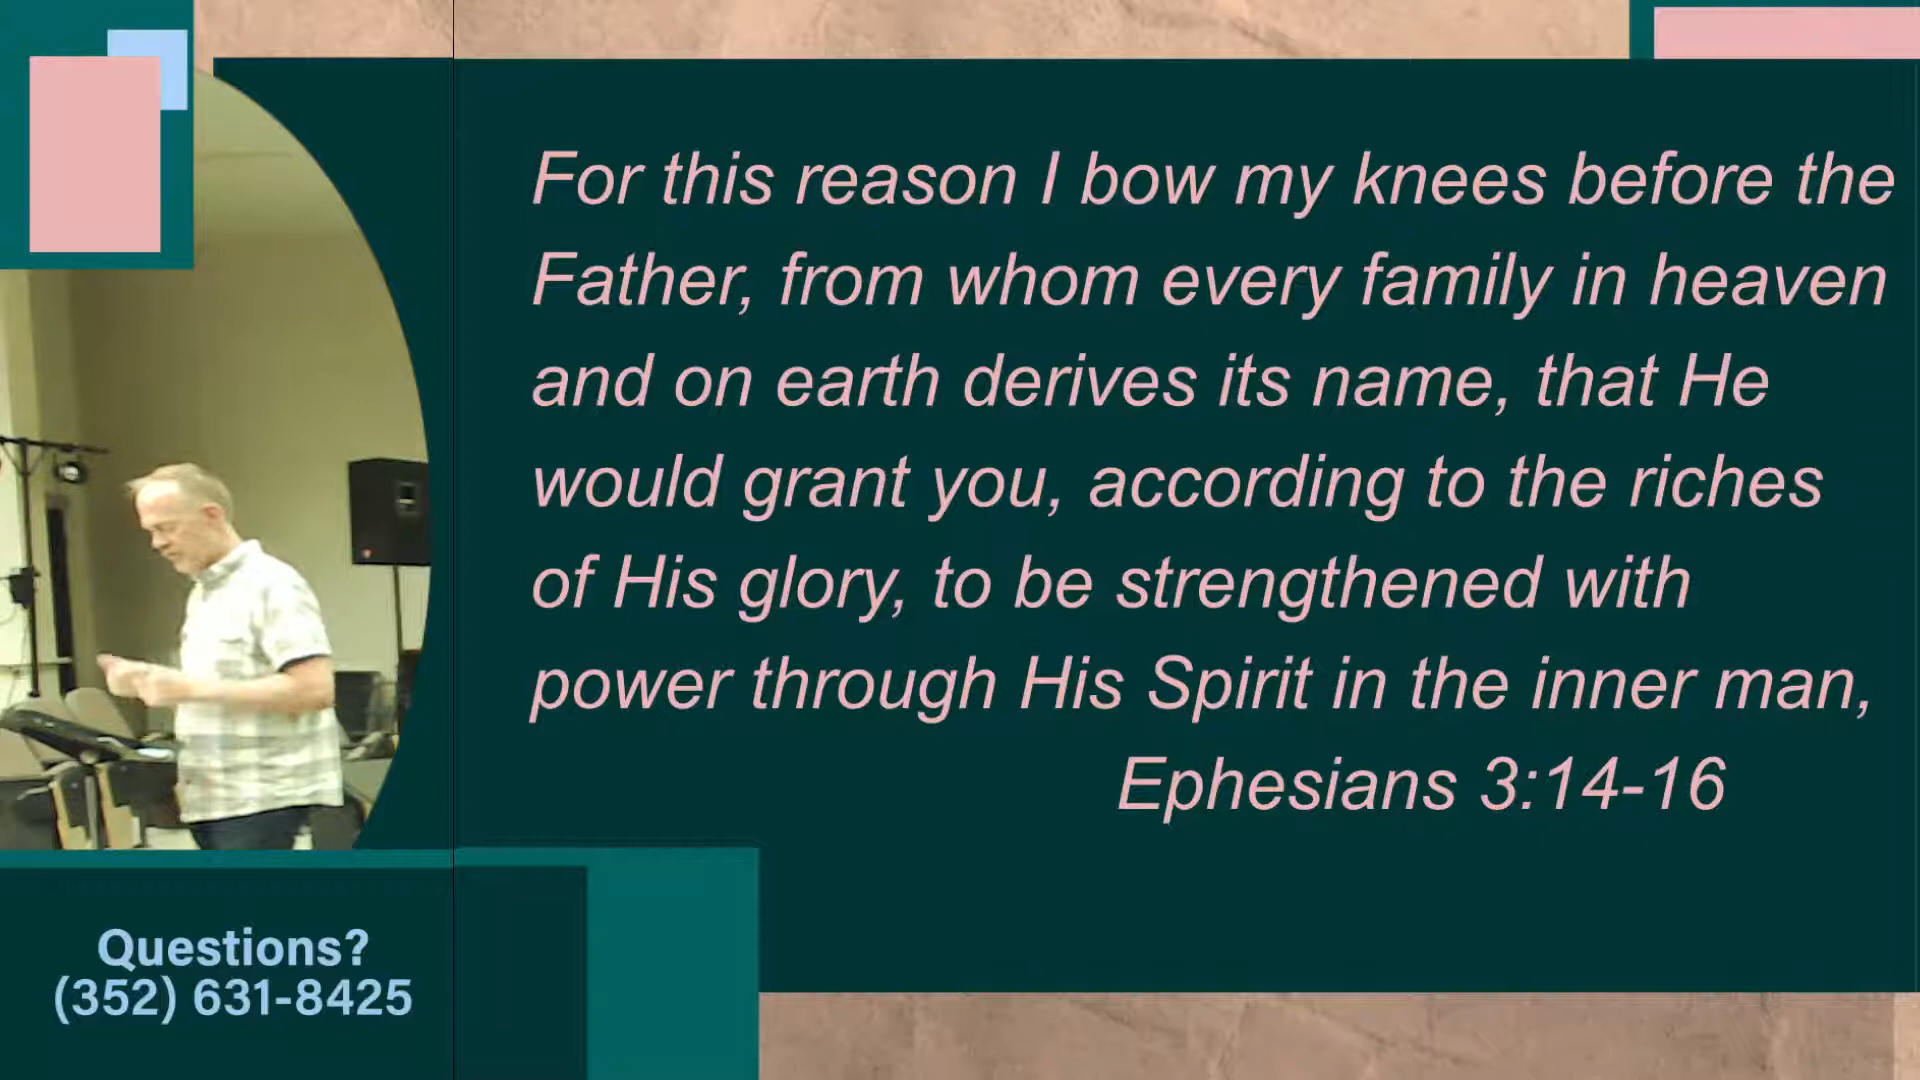 For this reason I bow my knees before the
Father, from whom every family in heaven
and on earth derives its name, that He
would grant you, according to the riches
of His glory, to be strengthened with
power through His Spirit in the inner man,
Ephesians 3:14-16
Questions?
(352) 631-8425